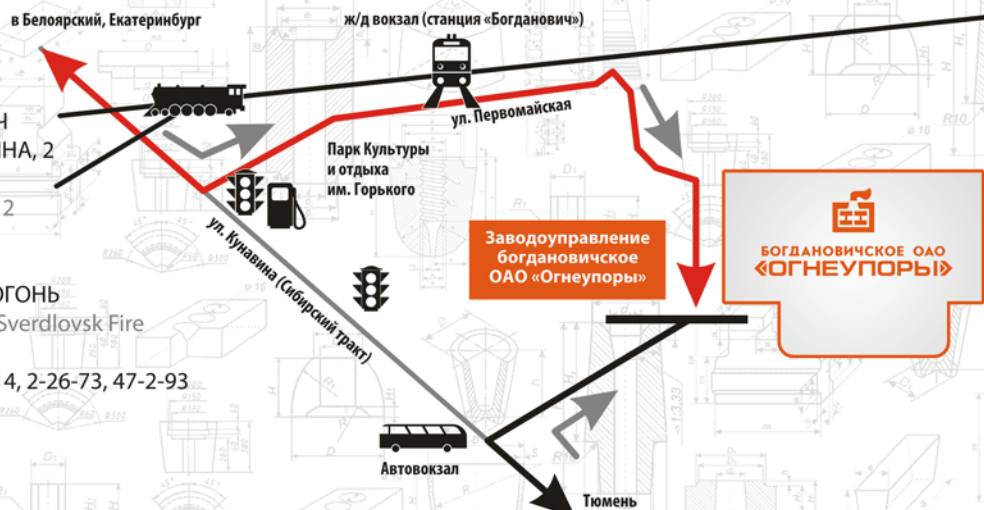 в Белоярский, Екатеринбург
ж/д вокзал (станция «Богданович»)
ул. Первомайская
Ч
ІНА, 2
2
Парк Культуры
и отдыха
им. Горького
ул. Кунавина (Сибирский тракт)
Заводоуправление
богдановичское
ОАО «Огнеупоры»
БОГДАНОВИЧСКОЕ ОАО
«ОГНЕУПОРЫ»
ОГОНЬ
Sverdlovsk Fire
4, 2-26-73, 47-2-93
Автовокзал
Тюмень